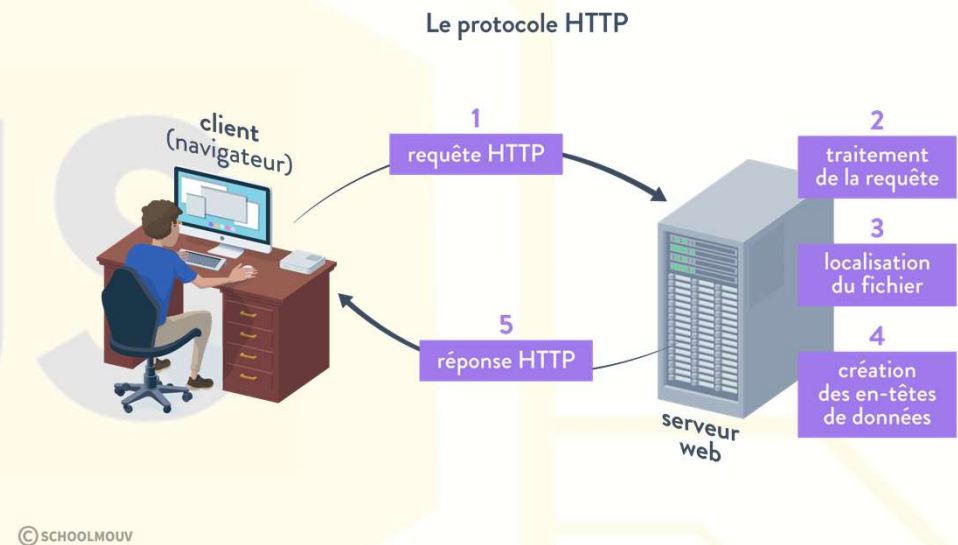 Le protocole HTTP
client
(navigateur)
1
requête HTTP
2
traitement
de la requête
3
localisation
du fichier
4
création
des en-têtes
de données
5
réponse HTTP
serveur
web
© SCHOOLMOUV